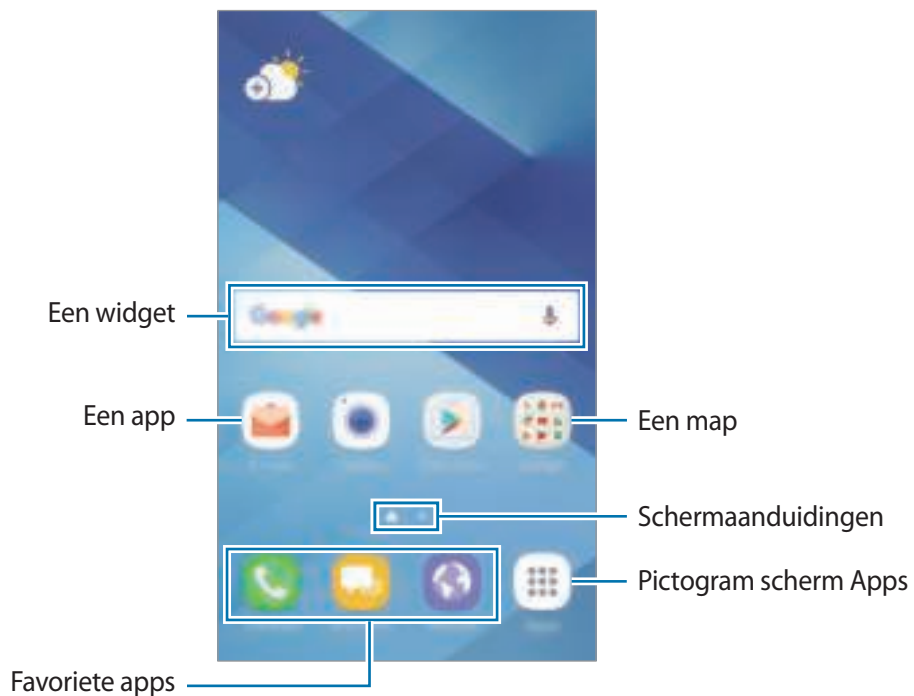 Een widget
Google
Een app
Een map
Schermaanduidingen
Pictogram scherm Apps
Favoriete apps